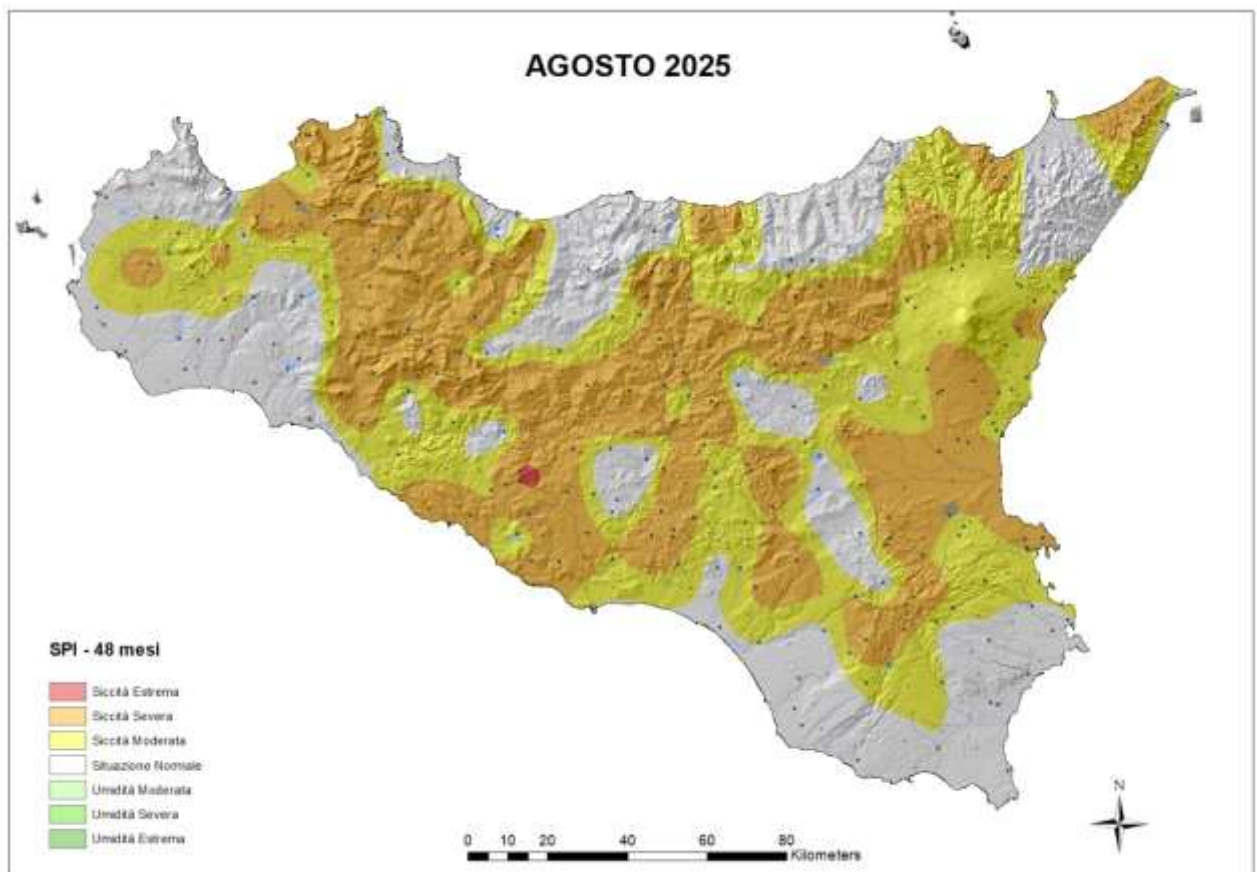 AGOSTO 2025
SPI - 48 mesi
Siccità Estrema
Siccità Severa
Siccità Moderata
Situazione Normale
Umidità Moderata
Umidità Severa
Umidità Estrema
N
0 10 20 40 60 80
Kilometers